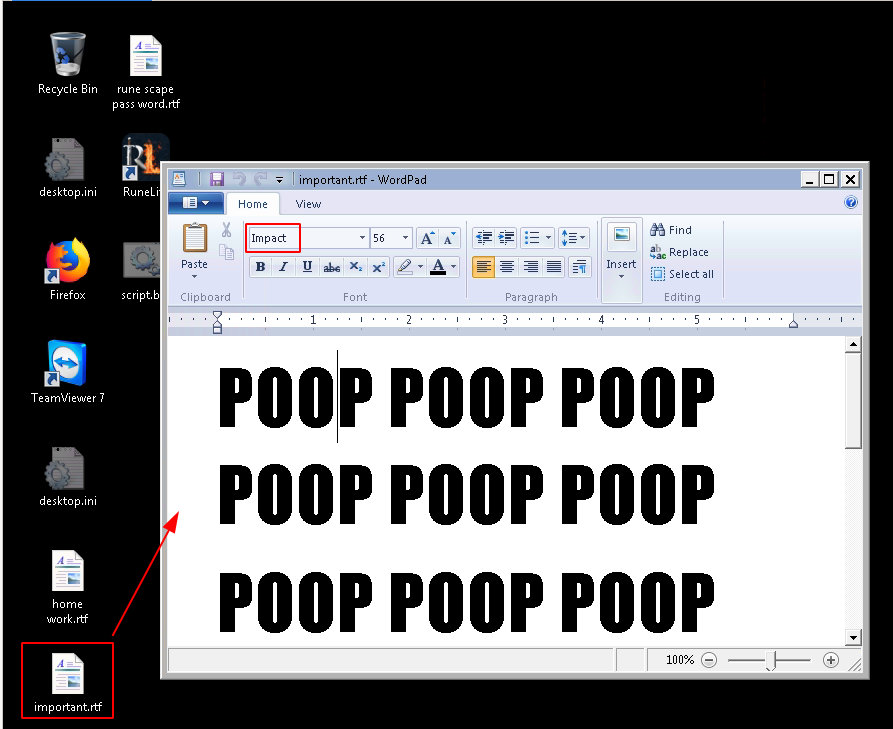 Recycle Bin
rune scape
pass word.rtf
desktop.ini
RuneLi
Firefox
script.b
TeamViewer 7
desktop.ini
home
work.rtf
important.rtf
important.rtf - WordPad
Home View
Paste
Clipboard
Impact 56
B I U abc X₂ X²
A
Font
Paragraph
Insert
Find
Replace
Select all
Editing
1 2 3 4 5
POOP POOP POOP
POOP POOP POOP
POOP POOP POOP
100%